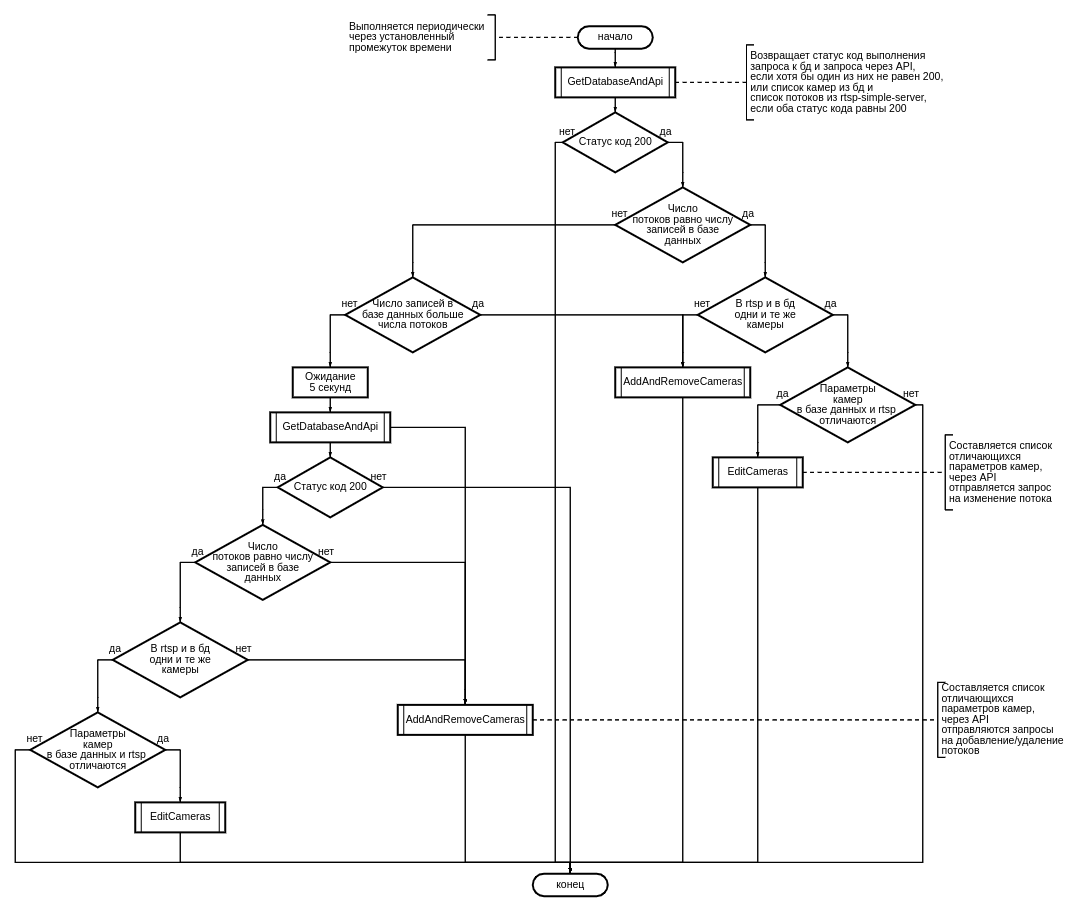 Выполняется периодически
через установленный
промежуток времени
начало
GetDatabaseAndApi
Возвращает статус код выполнения
запроса к бд и запроса через API,
если хотя бы один из них не равен 200,
или список камер из бд и
список потоков из rtsp-simple-server,
если оба статус кода равны 200
нет
да
Статус код 200
нет
да
Число
потоков равно числу
записей в базе
данных
нет
да
Число записей в
базе данных больше
числа потоков
нет
да
В rtsp и в бд
одни и те же
камеры
Ожидание
5 секунд
AddAndRemoveCameras
да
нет
Параметры
камер
в базе данных и rtsp
отличаются
GetDatabaseAndApi
EditCameras
Составляется список
отличающихся
параметров камер,
через API
отправляется запрос
на изменение потока
да
нет
Статус код 200
да
нет
Число
потоков равно числу
записей в базе
данных
да
нет
В rtsp и в бд
одни и те же
камеры
AddAndRemoveCameras
Составляется список
отличающихся
параметров камер,
через API
отправляются запросы
на добавление/удаление
потоков
нет
да
Параметры
камер
в базе данных и rtsp
отличаются
EditCameras
конец